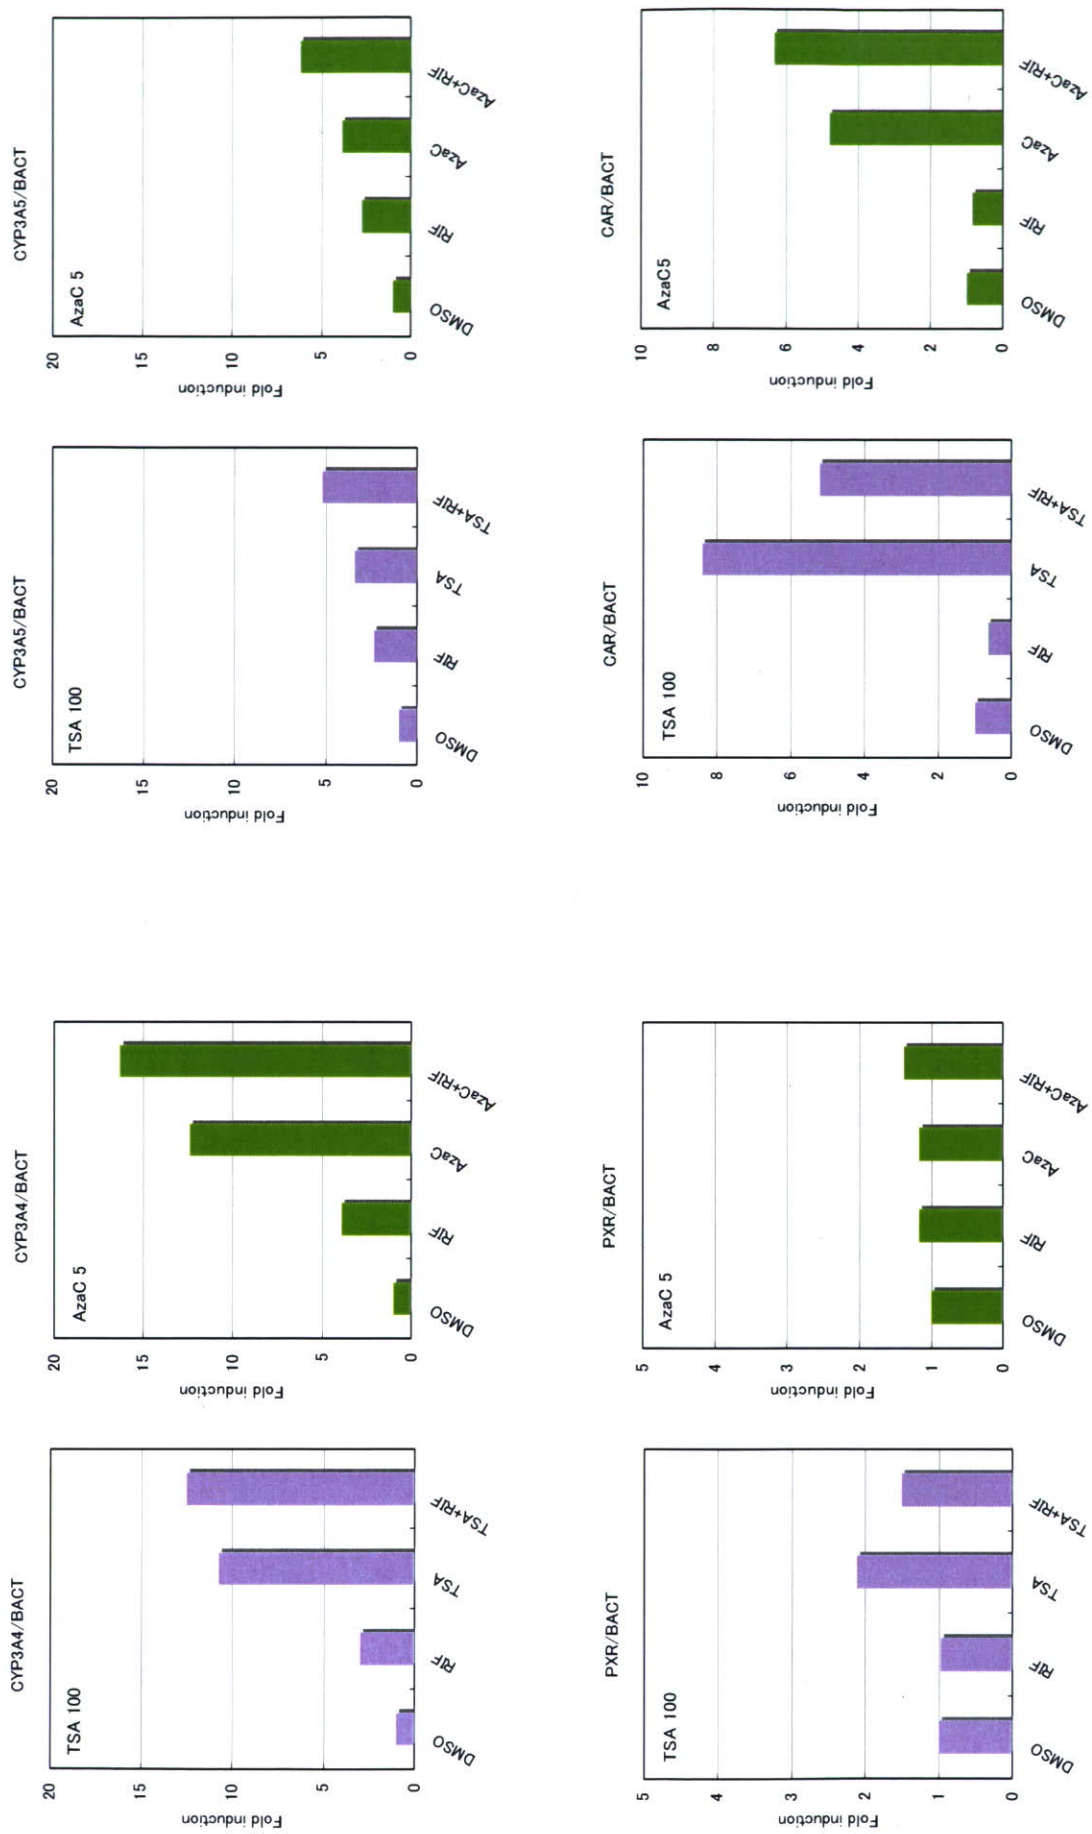 CYP3A4/BACT
TSA 100
Fold induction
20
15
10
5
0
DMSO
RIF
TSA
TSA+RIF
CYP3A4/BACT
AzaC 5
Fold induction
20
15
10
5
0
DMSO
RIF
AzaC
AzaC+RIF
CYP3A5/BACT
TSA 100
Fold induction
20
15
10
5
0
DMSO
RIF
TSA
TSA+RIF
CYP3A5/BACT
AzaC 5
Fold induction
20
15
10
5
0
DMSO
RIF
AzaC
AzaC+RIF
PXR/BACT
TSA 100
Fold induction
5
4
3
2
1
0
DMSO
RIF
TSA
TSA+RIF
PXR/BACT
AzaC 5
Fold induction
5
4
3
2
1
0
DMSO
RIF
AzaC
AzaC+RIF
CAR/BACT
TSA 100
Fold induction
10
8
6
4
2
0
DMSO
RIF
TSA
TSA+RIF
CAR/BACT
AzaC5
Fold induction
10
8
6
4
2
0
DMSO
RIF
AzaC
AzaC+RIF